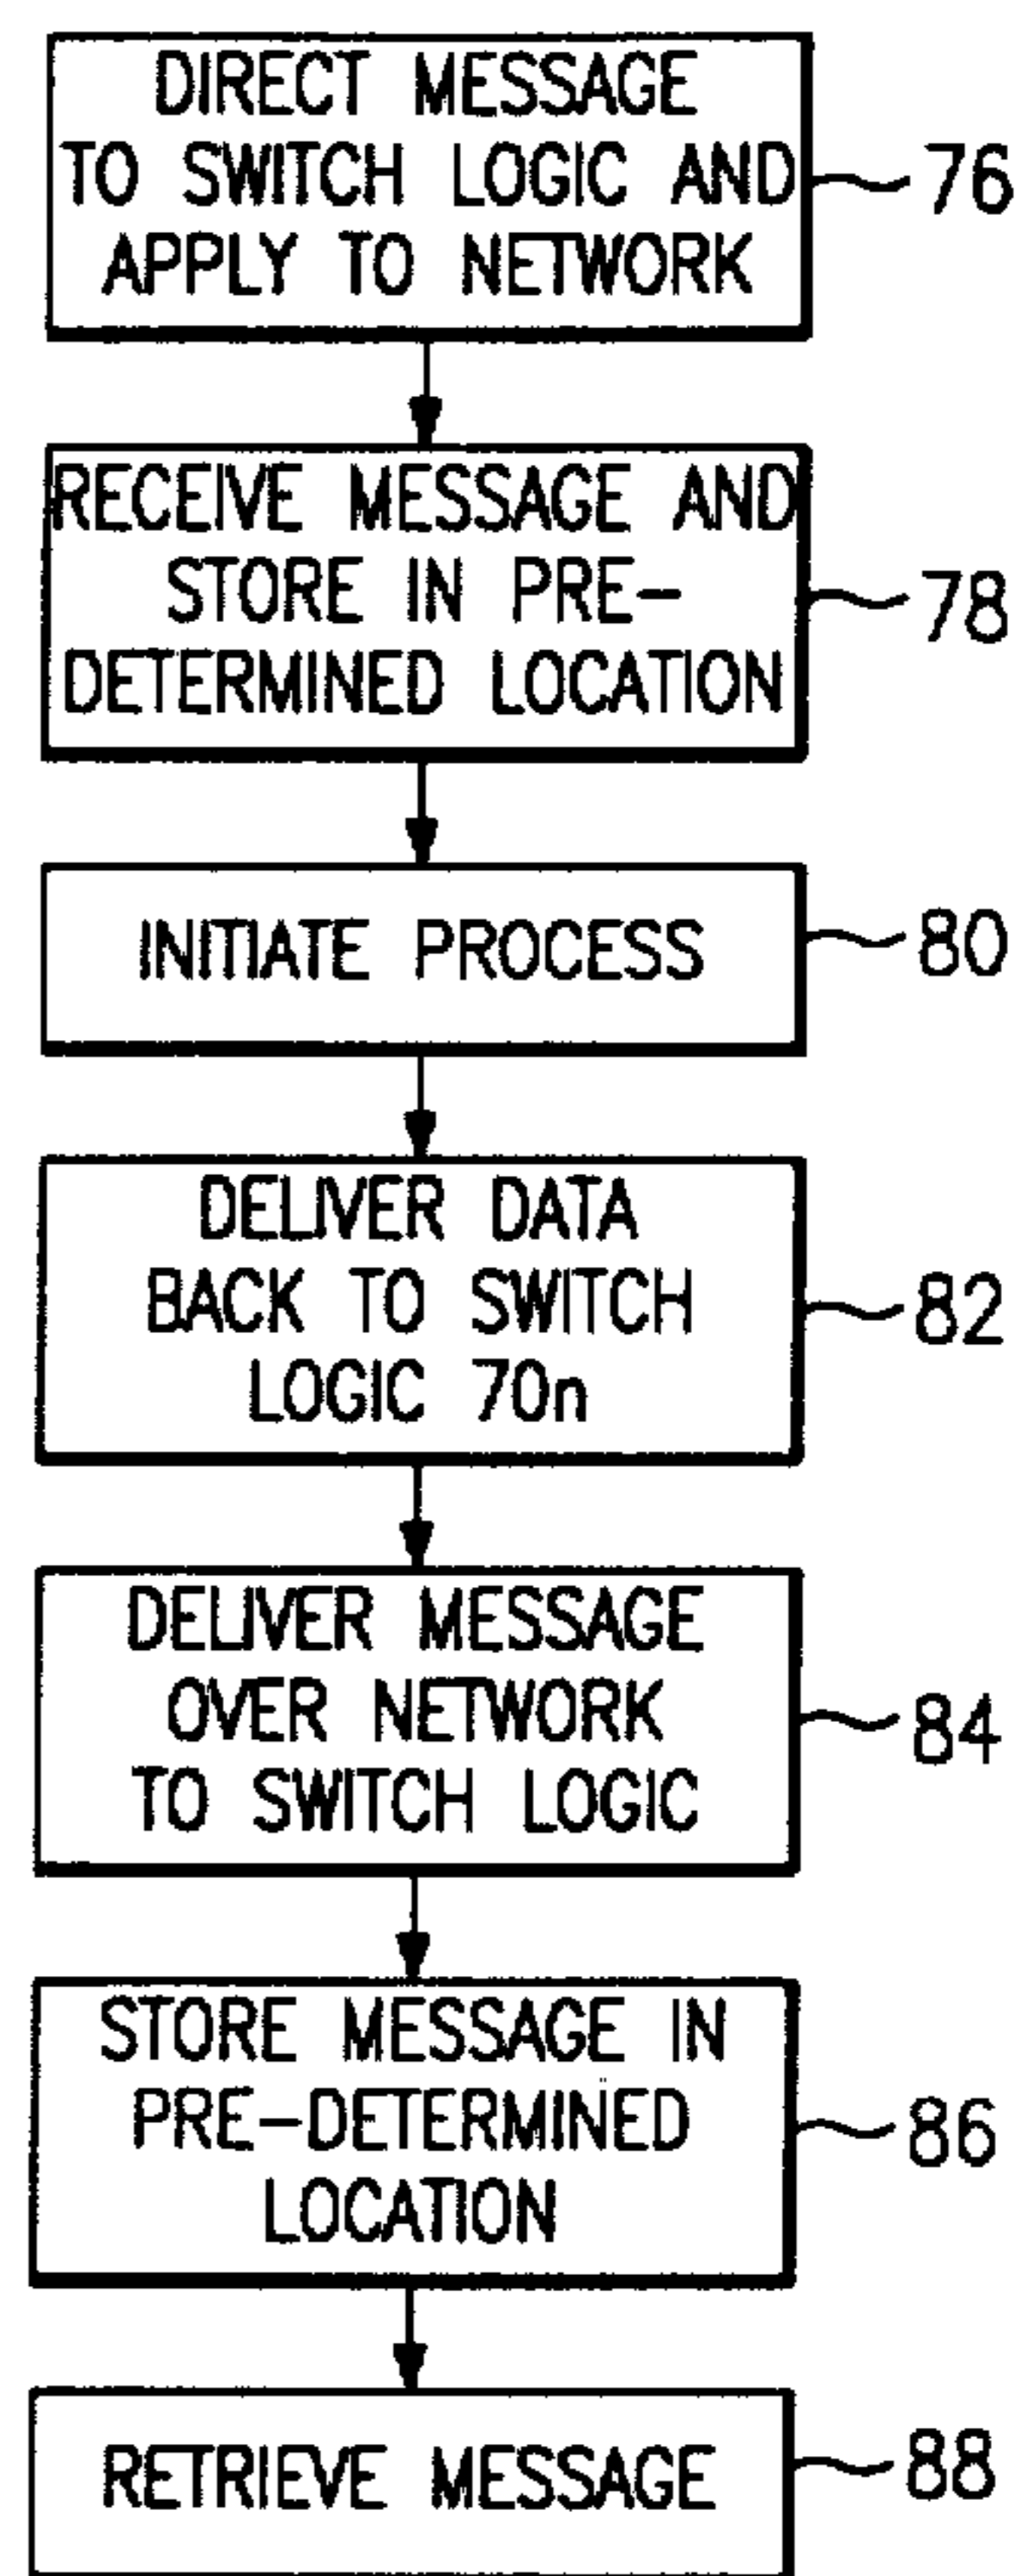 DIRECT MESSAGE
TO SWITCH LOGIC AND
APPLY TO NETWORK
76
RECEIVE MESSAGE AND
STORE IN PRE-
DETERMINED LOCATION
78
INITIATE PROCESS
80
DELIVER DATA
BACK TO SWITCH
LOGIC 70n
82
DELIVER MESSAGE
OVER NETWORK
TO SWITCH LOGIC
84
STORE MESSAGE IN
PRE-DETERMINED
LOCATION
86
RETRIEVE MESSAGE
88